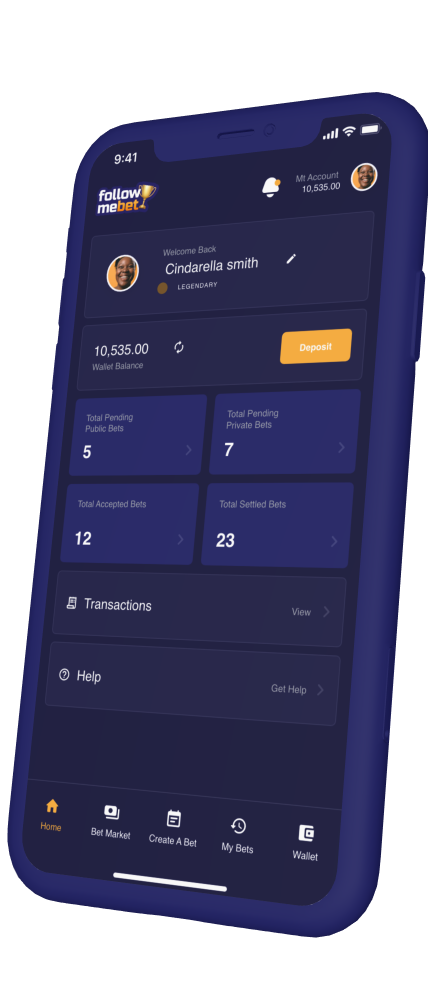 9:41
follow
mebet
Mt Account
10,535.00
Welcome Back
Cindarella smith
LEGENDARY
10,535.00
Wallet Balance
Deposit
Total Pending
Public Bets
5
Total Pending
Private Bets
7
Total Accepted Bets
12
Total Settled Bets
23
Transactions
View
Help
Get Help
Home
Bet Market
Create A Bet
My Bets
Wallet